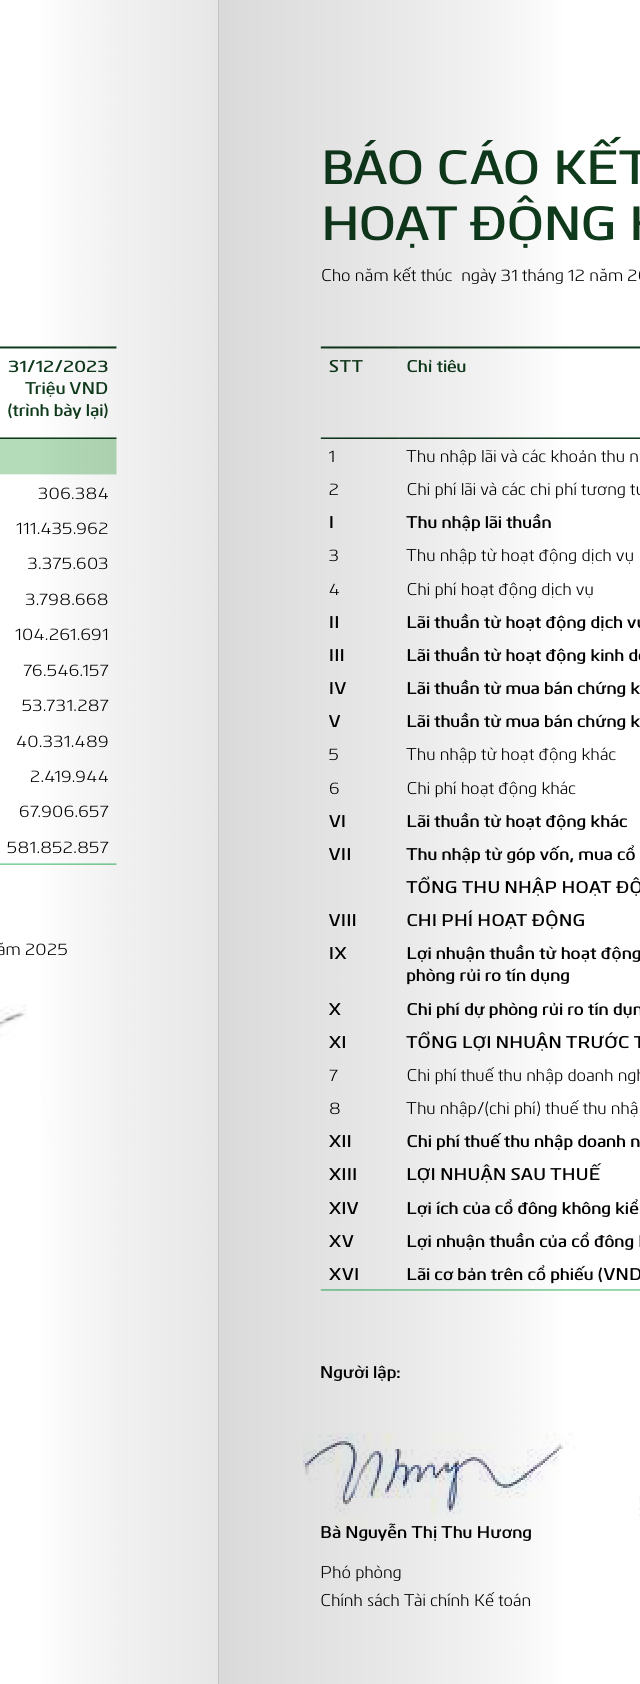 31/12/2023
Triệu VND
(trình bày lại)
306.384
111.435.962
3.375.603
3.798.668
104.261.691
76.546.157
53.731.287
40.331.489
2.419.944
67.906.657
581.852.857
2025
BÁO CÁO KẾT
HOẠT ĐỘNG
Cho năm kết thúc ngày 31 tháng 12 năm
STT Chỉ tiêu
1 Thu nhập lãi và các khoản thu
2 Chi phí lãi và các chi phí tương
I Thu nhập lãi thuần
3 Thu nhập từ hoạt động dịch vụ
4 Chi phí hoạt động dịch vụ
II Lãi thuần từ hoạt động dịch
III Lãi thuần từ hoạt động kinh
IV Lãi thuần từ mua bán chứng
V Lãi thuần từ mua bán chứng
5 Thu nhập từ hoạt động khác
6 Chi phí hoạt động khác
VI Lãi thuần từ hoạt động khác
VII Thu nhập từ góp vốn, mua cổ
TỔNG THU NHẬP HOẠT
VIII CHI PHÍ HOẠT ĐỘNG
IX Lợi nhuận thuần từ hoạt động
phòng rủi ro tín dụng
X Chi phí dự phòng rủi ro tín
XI TỔNG LỢI NHUẬN TRƯỚC
7 Chi phí thuế thu nhập doanh
8 Thu nhập/(chi phí) thuế thu
XII Chi phí thuế thu nhập doanh
XIII LỢI NHUẬN SAU THUẾ
XIV Lợi ích của cổ đông không
XV Lợi nhuận thuần của cổ đông
XVI Lãi cơ bản trên cổ phiếu (VND
Người lập:
Bà Nguyễn Thị Thu Hương
Phó phòng
Chính sách Tài chính Kế toán